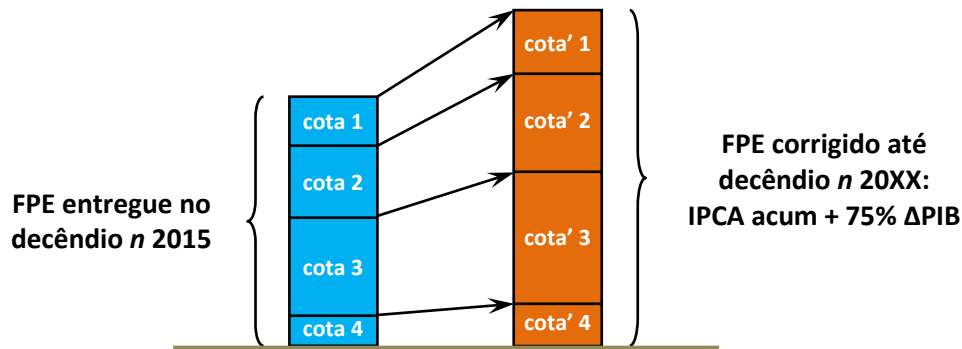 FPE entregue no
decêndio n 2015
cota 1
cota 2
cota 3
cota 4
cota’ 1
cota’ 2
cota’ 3
cota’ 4
FPE corrigido até
decêndio n 20XX:
IPCA acum + 75% ΔPIB